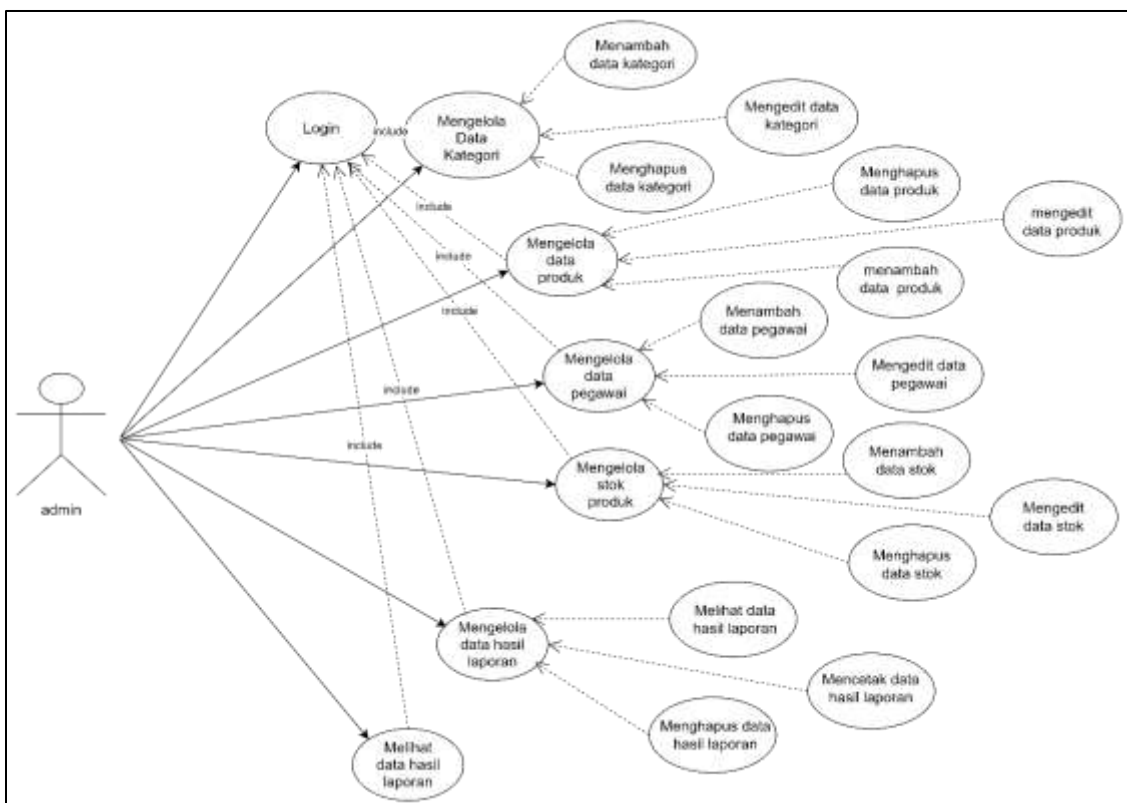 Menambah
data kategori
Login
include
Mengelola
Data
Kategori
Mengedit data
kategori
Menghapus
data kategori
Menghapus
data produk
include
mengedit
data produk
Mengelola
data
produk
include
menambah
data produk
include
Menambah
data pegawai
Mengelola
data
pegawai
Mengedit data
pegawai
include
Menghapus
data pegawai
include
Menambah
data stok
Mengelola
stok
produk
Mengedit
data stok
admin
Menghapus
data stok
Melihat data
hasil laporan
Mengelola
data hasil
laporan
Mencetak data
hasil laporan
Menghapus data
hasil laporan
Melihat
data hasil
laporan